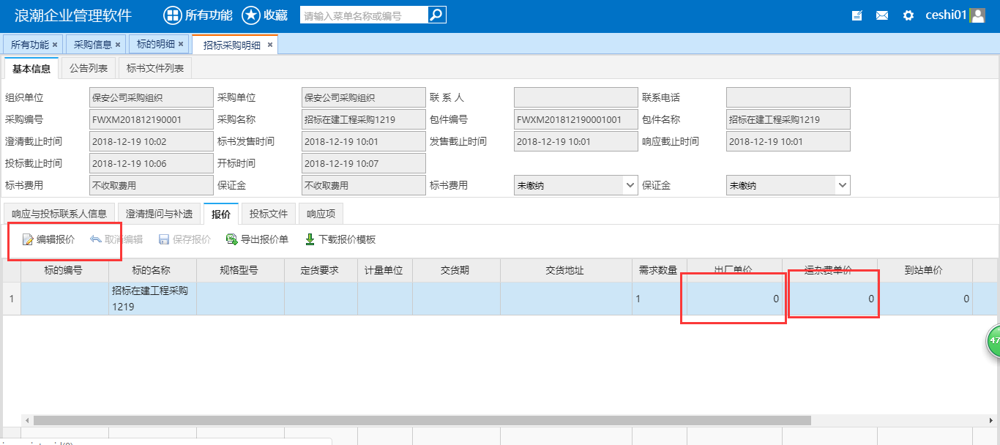 浪潮企业管理软件 所有功能 收藏 请输入菜单名称或编号 ceshi01
所有功能 × 采购信息 × 标的明细 × 招标采购明细 ×
基本信息 公告列表 标书文件列表
组织单位 保安公司采购组织 采购单位 保安公司采购组织 联 系 人 联系电话
采购编号 FWXM201812190001 采购名称 招标在建工程采购1219 包件编号 FWXM201812190001001 包件名称 招标在建工程采购1219
澄清截止时间 2018-12-19 10:02 标书发售时间 2018-12-19 10:01 发售截止时间 2018-12-19 10:01 响应截止时间 2018-12-19 10:01
投标截止时间 2018-12-19 10:06 开标时间 2018-12-19 10:07
标书费用 不收取费用 保证金 不收取费用 标书费用 未缴纳 保证金 未缴纳
响应与投标联系人信息 澄清提问与补遗 报价 投标文件 响应项
编辑报价 取消编辑 保存报价 导出报价单 下载报价模板
标的编号 标的名称 规格型号 定货要求 计量单位 交货期 交货地址 需求数量 出厂单价 运杂费单价 到站单价
1 招标在建工程采购 1 0 0 0
1219
47